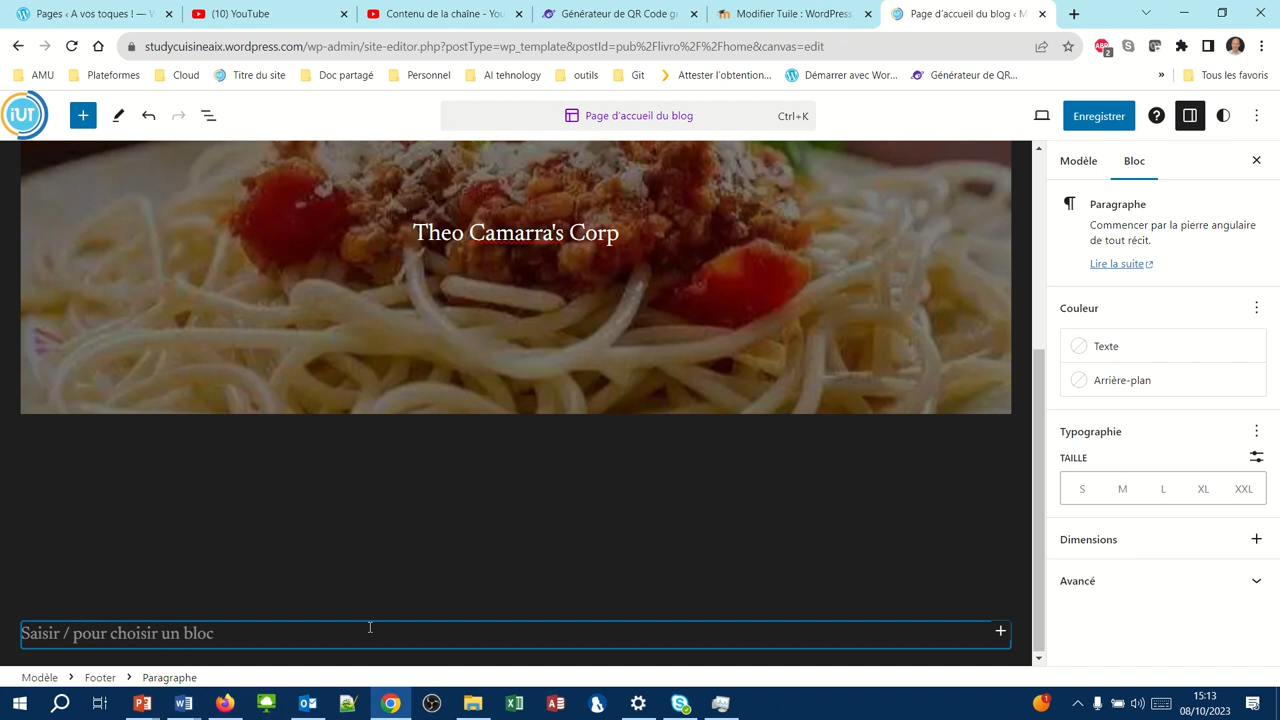 Pages ‹ A vos toques ! — W
(10) YouTube
Contenu de la chaîne - You
Générateur de QR Code gr
Modifier Tuile : WordPress
Page d'accueil du blog ‹ M
studycuisineaix.wordpress.com/wp-admin/site-editor.php?postType=wp_template&postId=pub%2Flivro%2F%2Fhome&canvas=edit
ABP
2
AMU
Plateformes
Cloud
Titre du site
Doc partagé
Personnel
AI tehnology
outils
Git
Attester l'obtention...
Démarrer avec Wor...
Générateur de QR...
»
Tous les favoris
iUT
Page d'accueil du blog
Ctrl+K
Enregistrer
Modèle
Bloc
Paragraphe
Commencer par la pierre angulaire
de tout récit.
Lire la suite
Theo Camarra's Corp
Couleur
Texte
Arrière-plan
Typographie
TAILLE
S
M
L
XL
XXL
Dimensions
Avancé
Saisir / pour choisir un bloc
Modèle
Footer
Paragraphe
1
15:13
08/10/2023